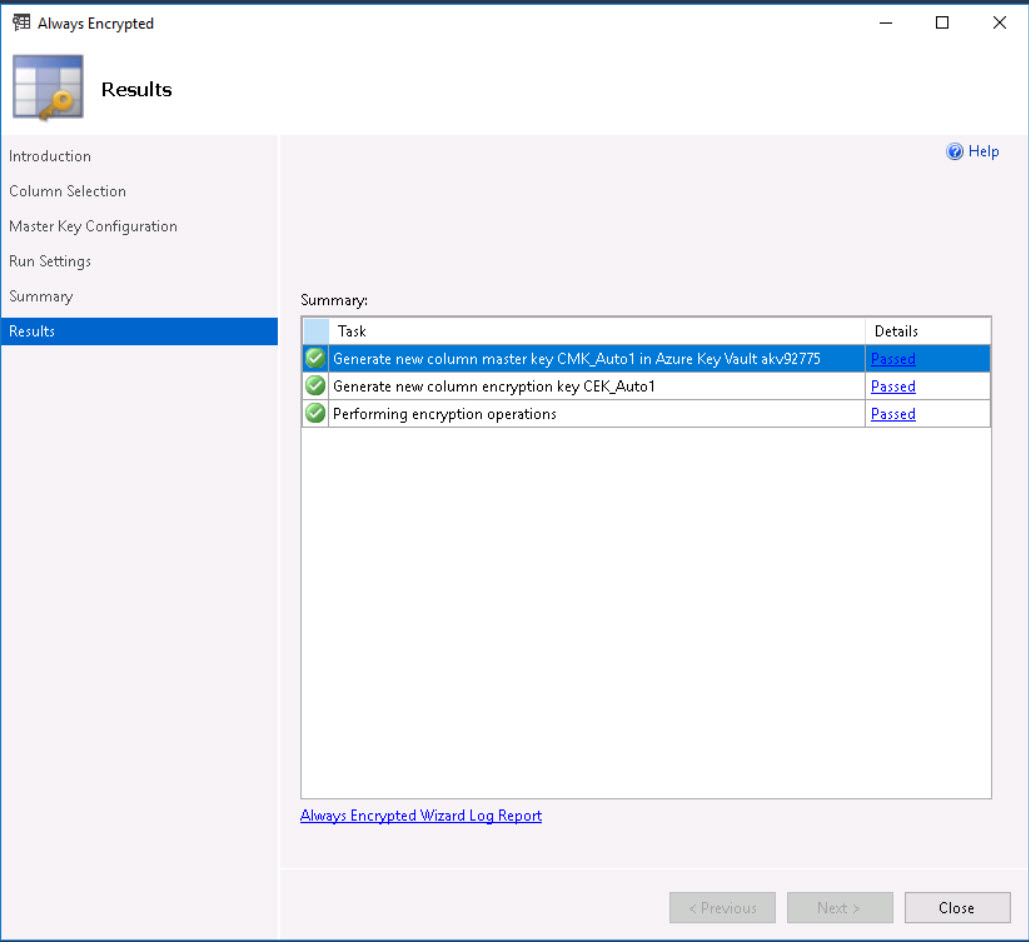 Always Encrypted
Results
Introduction
Column Selection
Master Key Configuration
Run Settings
Summary
Results
Help
Summary:
Task Details
Generate new column master key CMK_Auto1 in Azure Key Vault akv92775 Passed
Generate new column encryption key CEK_Auto1 Passed
Performing encryption operations Passed
Always Encrypted Wizard Log Report
< Previous Next > Close